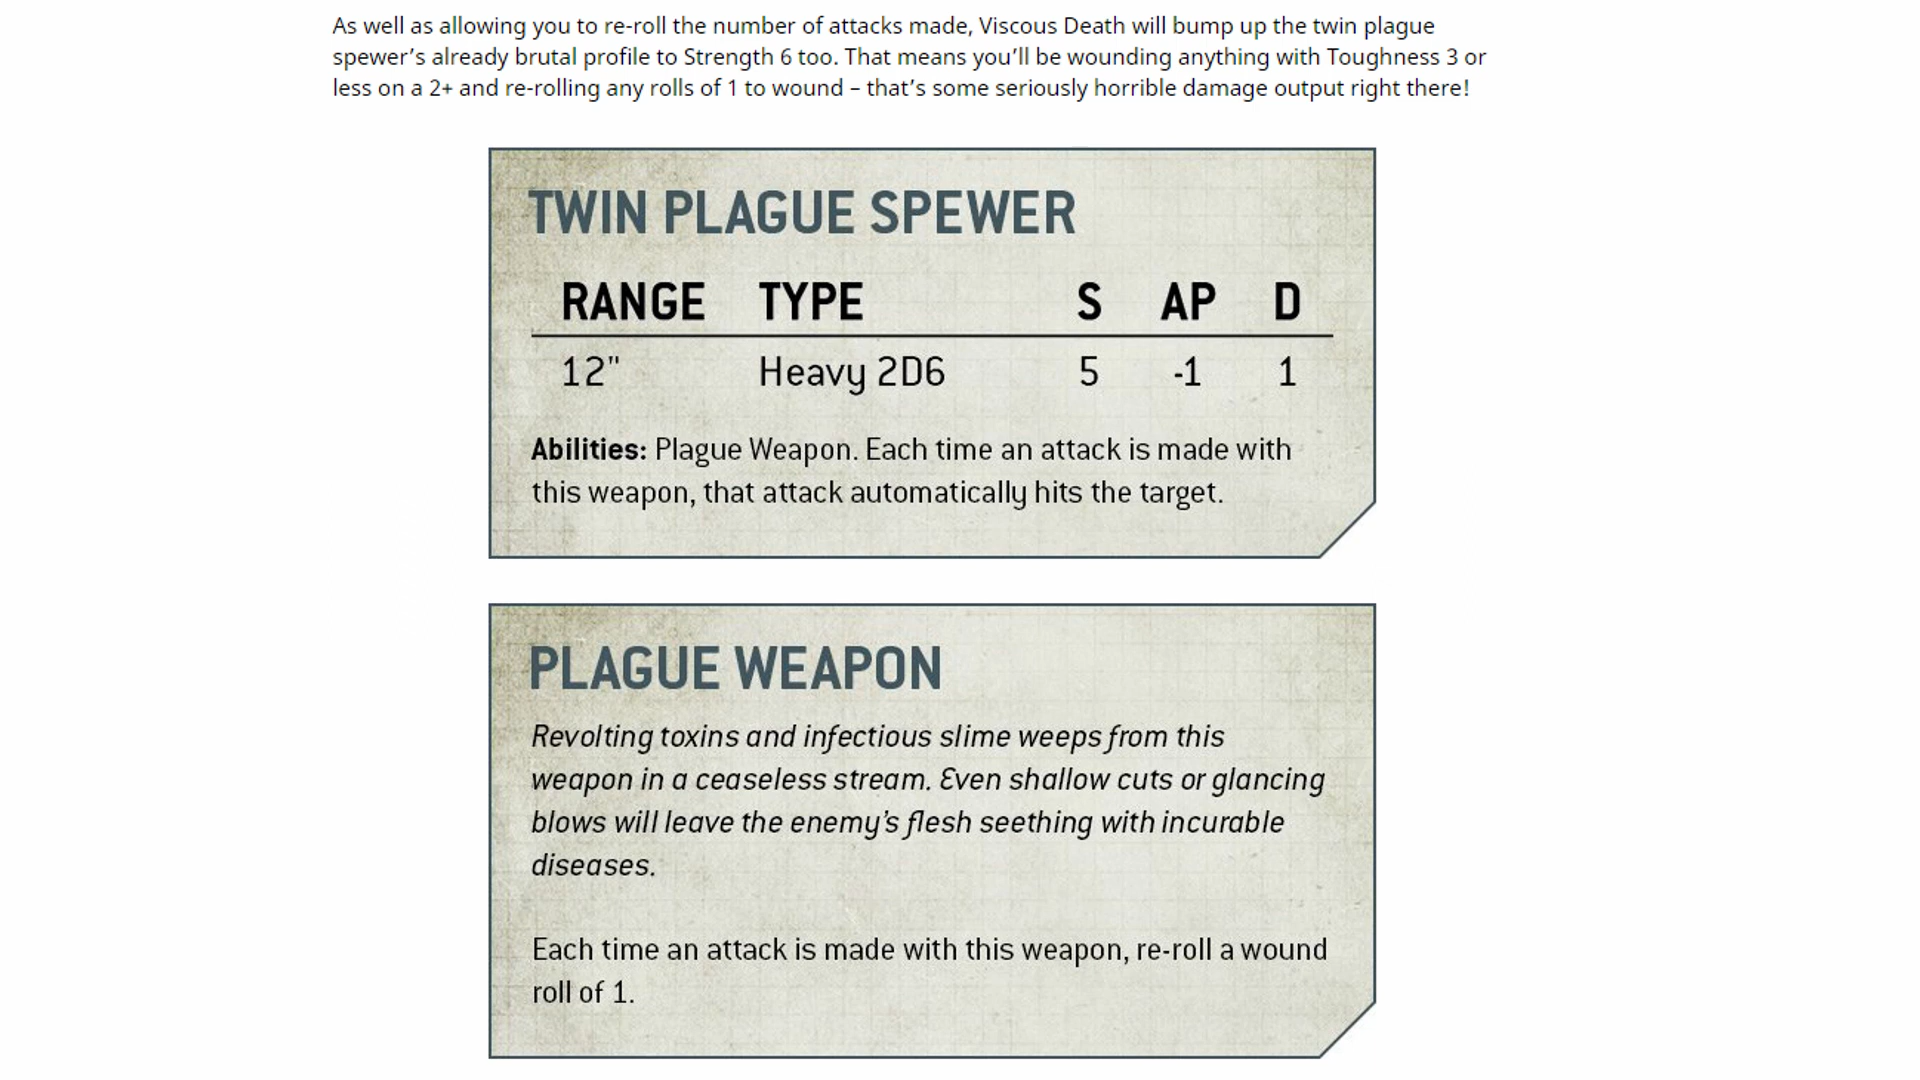 As well as allowing you to re-roll the number of attacks made, Viscous Death will bump up the twin plague
spewer’s already brutal profile to Strength 6 too. That means you’ll be wounding anything with Toughness 3 or
less on a 2+ and re-rolling any rolls of 1 to wound – that’s some seriously horrible damage output right there!
TWIN PLAGUE SPEWER
RANGE TYPE S AP D
12" Heavy 2D6 5 -1 1
Abilities: Plague Weapon. Each time an attack is made with
this weapon, that attack automatically hits the target.
PLAGUE WEAPON
Revolting toxins and infectious slime weeps from this
weapon in a ceaseless stream. Even shallow cuts or glancing
blows will leave the enemy’s flesh seething with incurable
diseases.
Each time an attack is made with this weapon, re-roll a wound
roll of 1.